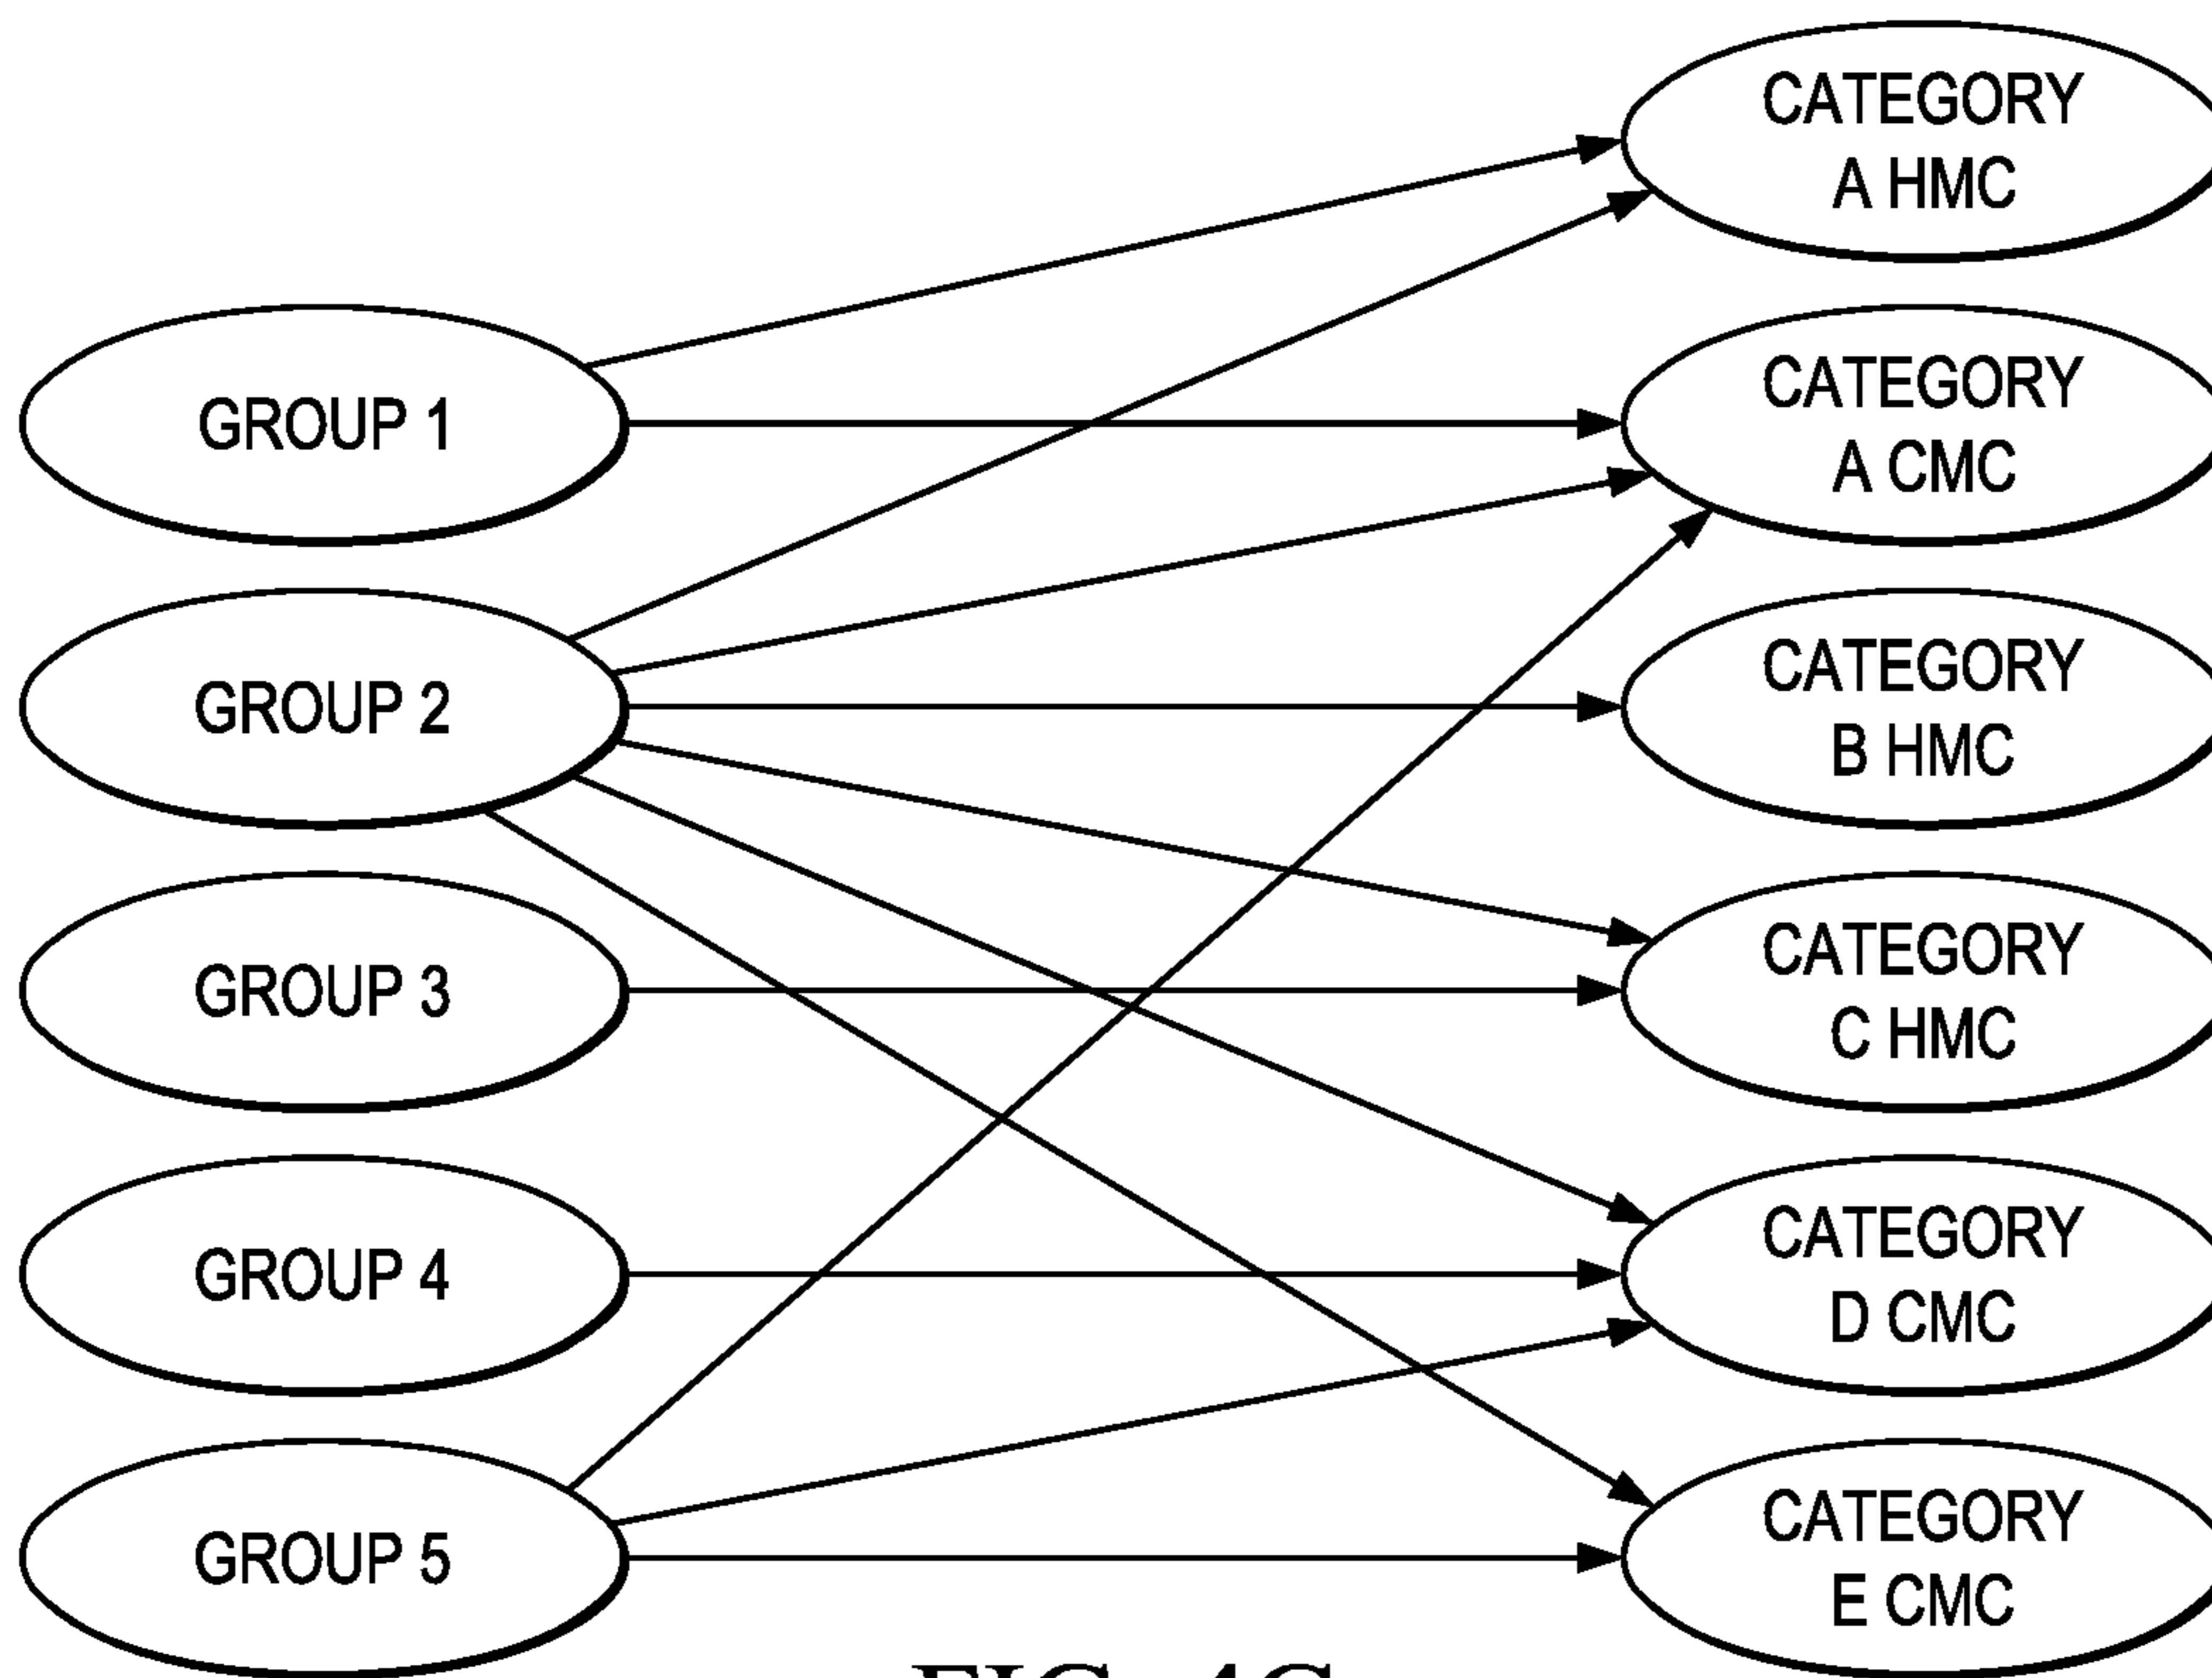 CATEGORY
A HMC
GROUP 1
CATEGORY
A CMC
GROUP 2
CATEGORY
B HMC
GROUP 3
CATEGORY
C HMC
GROUP 4
CATEGORY
D CMC
GROUP 5
CATEGORY
E CMC